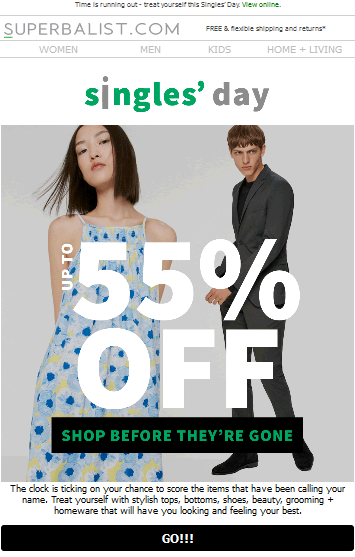 Time is running out - treat yourself this Singles' Day. View online.
SUPERBALIST.COM
FREE & flexible shipping and returns*
WOMEN MEN KIDS HOME + LIVING
singles' day
UP TO
55%
OFF
SHOP BEFORE THEY'RE GONE
The clock is ticking on your chance to score the items that have been calling your
name. Treat yourself with stylish tops, bottoms, shoes, beauty, grooming +
homeware that will have you looking and feeling your best.
GO!!!